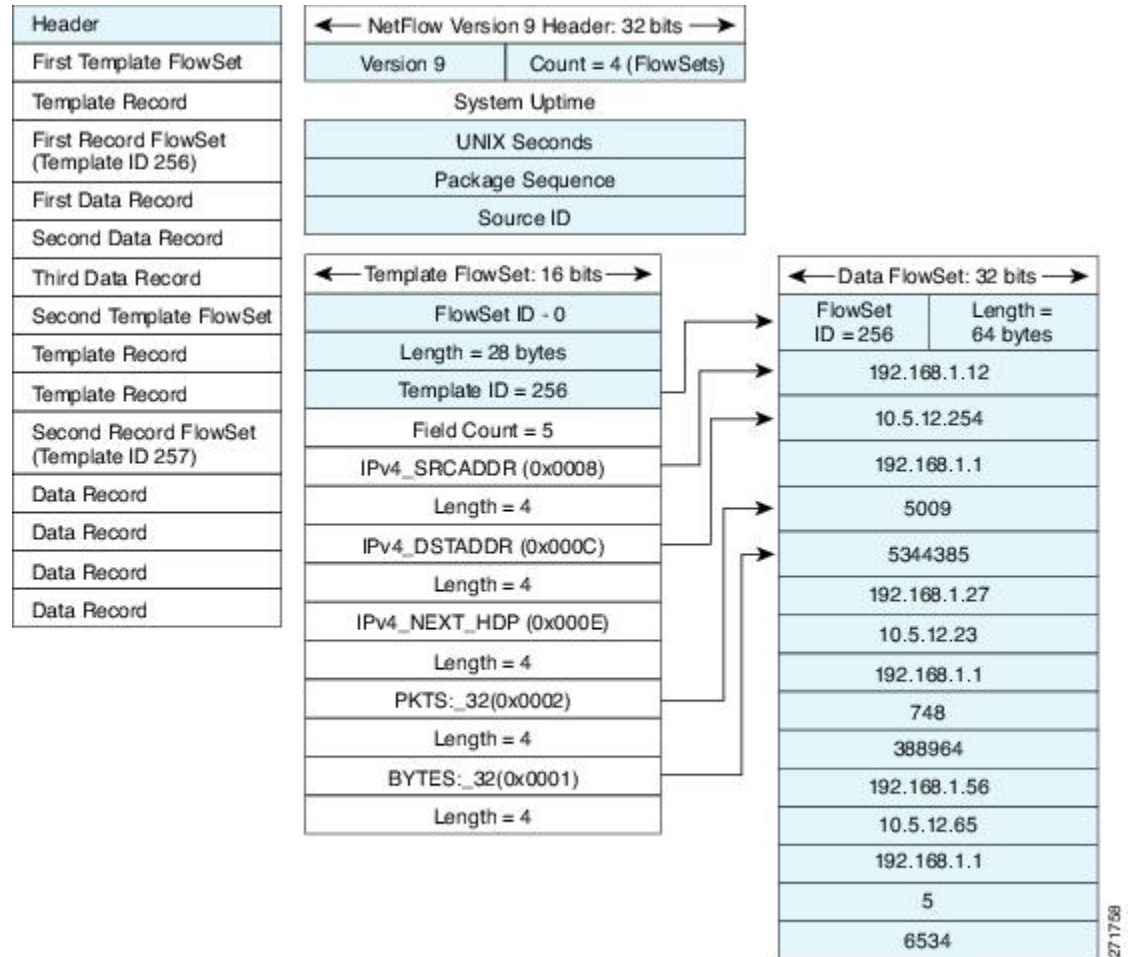 Header
First Template FlowSet
Template Record
First Record FlowSet
(Template ID 256)
First Data Record
Second Data Record
Third Data Record
Second Template FlowSet
Template Record
Template Record
Second Record FlowSet
(Template ID 257)
Data Record
Data Record
Data Record
Data Record
NetFlow Version 9 Header: 32 bits
Version 9
Count = 4 (FlowSets)
System Uptime
UNIX Seconds
Package Sequence
Source ID
Template FlowSet: 16 bits
FlowSet ID - 0
Length = 28 bytes
Template ID = 256
Field Count = 5
IPv4_SRCADDR (0x0008)
Length = 4
IPv4_DSTADDR (0x000C)
Length = 4
IPv4_NEXT_HDP (0x000E)
Length = 4
PKTS:_32(0x0002)
Length = 4
BYTES:_32(0x0001)
Length = 4
Data FlowSet: 32 bits
FlowSet
ID = 256
Length =
64 bytes
192.168.1.12
10.5.12.254
192.168.1.1
5009
5344385
192.168.1.27
10.5.12.23
192.168.1.1
748
388964
192.168.1.56
10.5.12.65
192.168.1.1
5
6534
271758